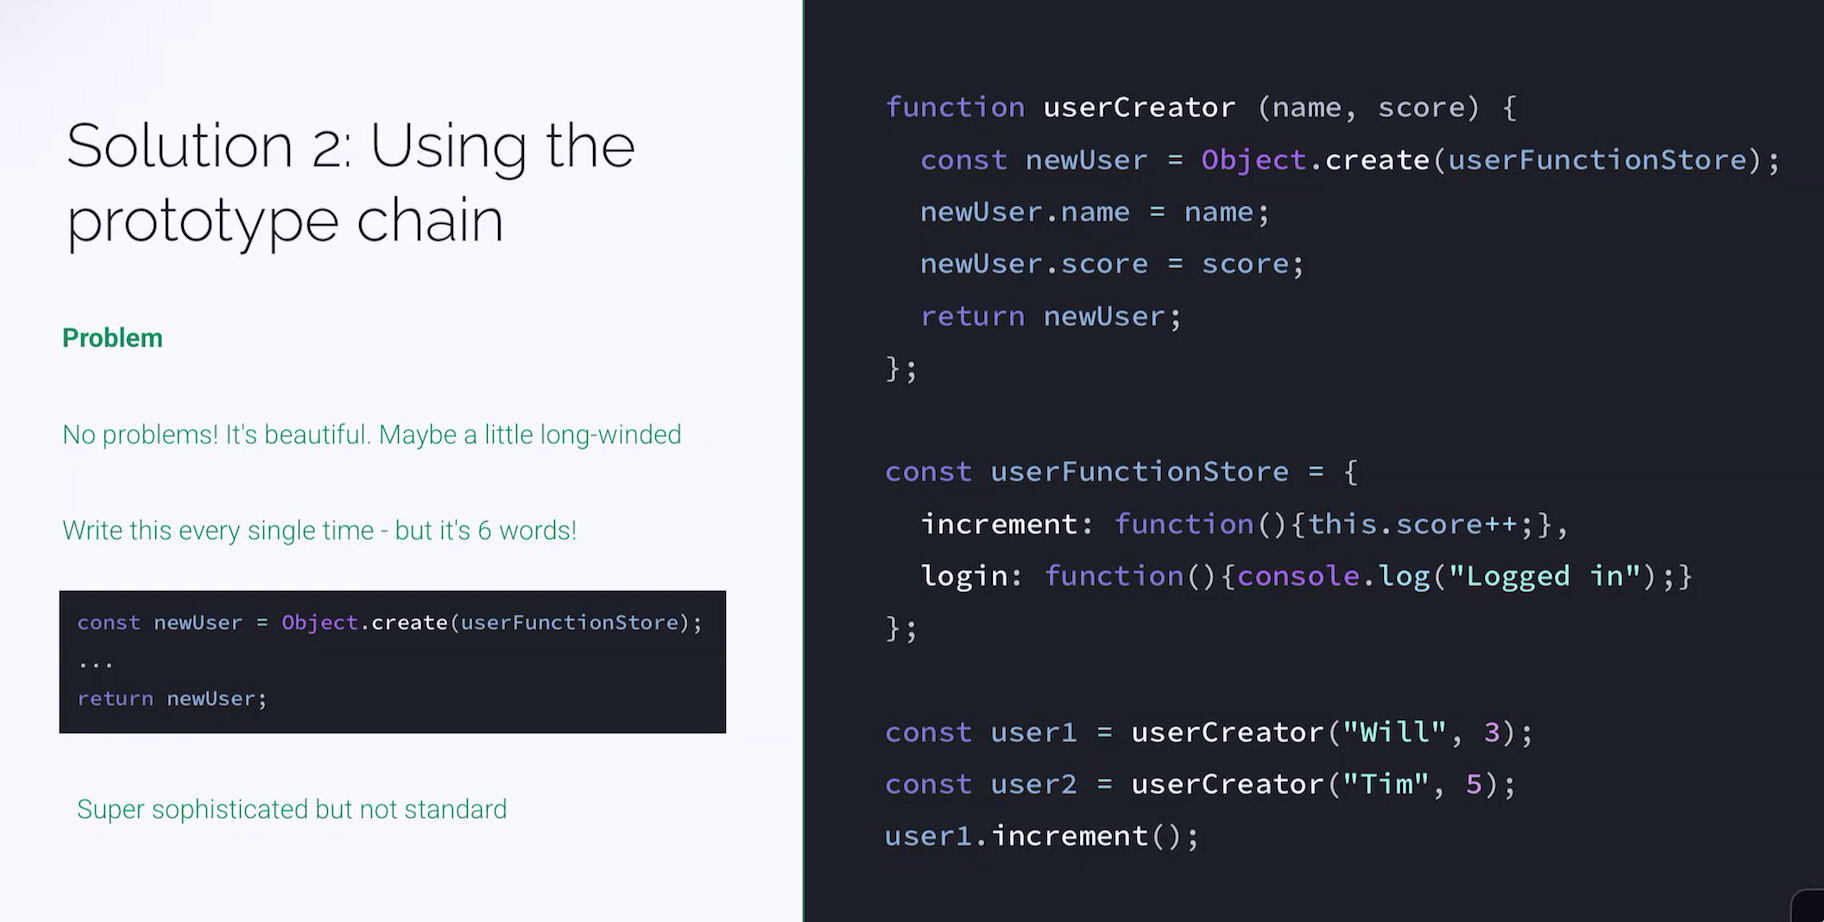 Solution 2: Using the
prototype chain
Problem
No problems! It's beautiful. Maybe a little long-winded
Write this every single time - but it's 6 words!
const newUser = Object.create(userFunctionStore);
...
return newUser;
Super sophisticated but not standard
function userCreator (name, score) {
  const newUser = Object.create(userFunctionStore);
  newUser.name = name;
  newUser.score = score;
  return newUser;
};
const userFunctionStore = {
  increment: function(){this.score++;},
  login: function(){console.log("Logged in");}
};
const user1 = userCreator("Will", 3);
const user2 = userCreator("Tim", 5);
user1.increment();